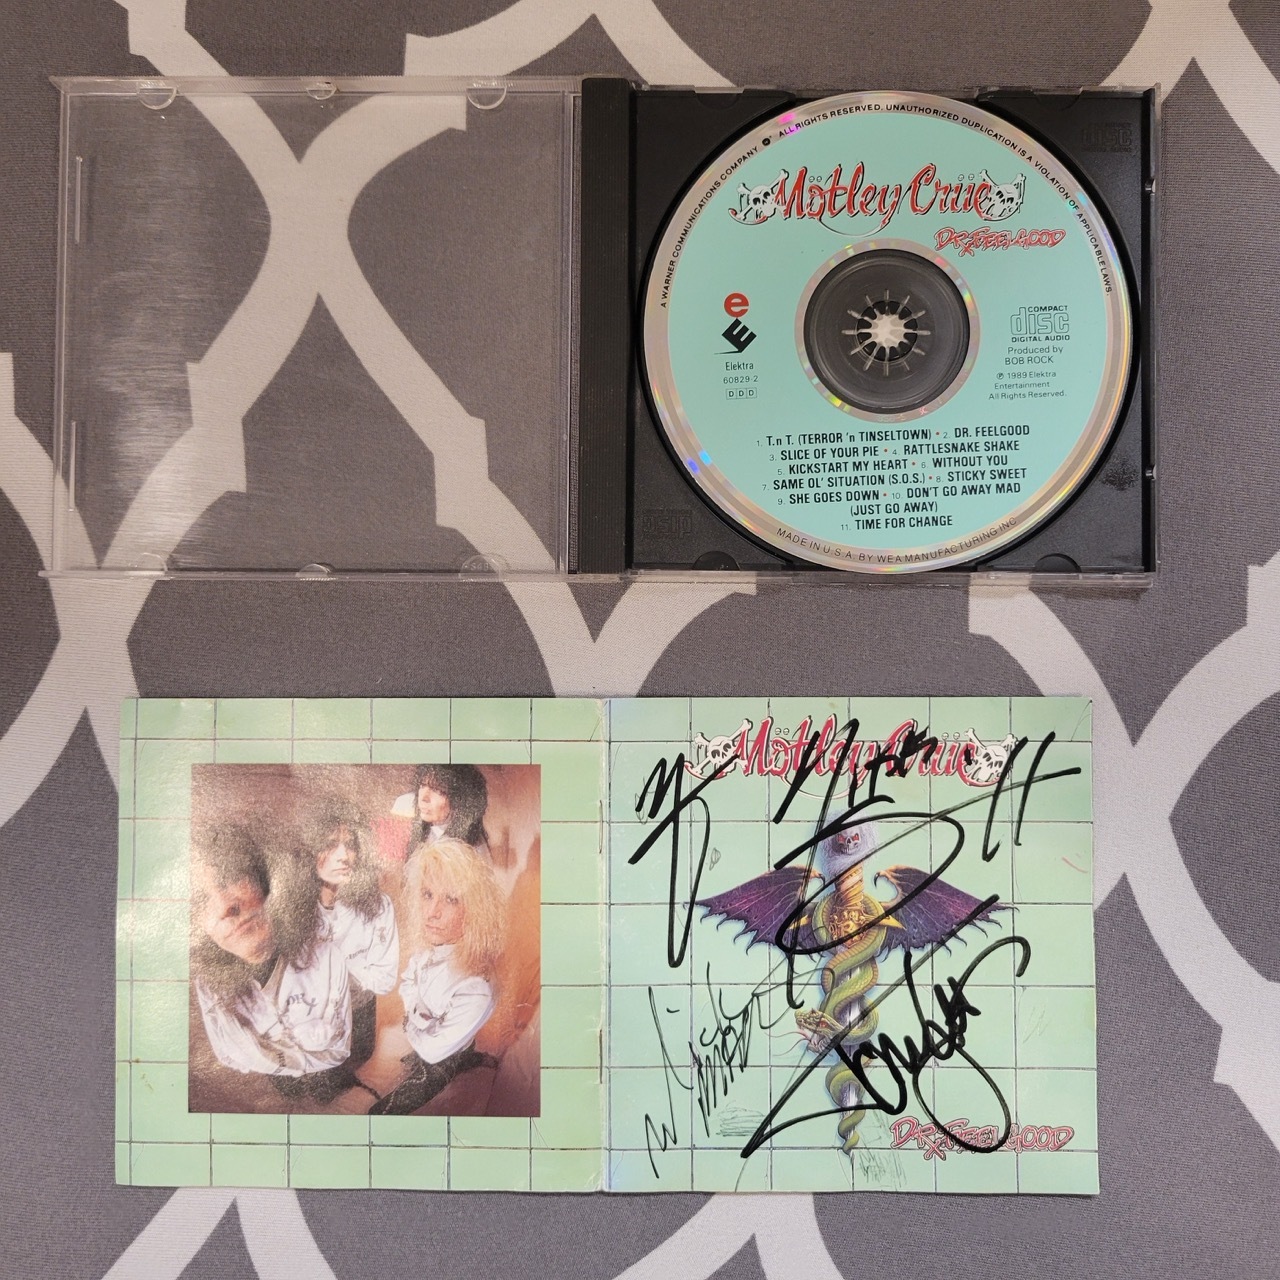 A WARNER COMMUNICATIONS COMPANY ALL RIGHTS RESERVED. UNAUTHORIZED DUPLICATION IS A VIOLATION OF APPLICABLE LAWS.
Mötley Crüe
DR. FEELGOOD
e
E
Elektra
60829-2
DDD
COMPACT
disc
DIGITAL AUDIO
Produced by
BOB ROCK
℗ 1989 Elektra
Entertainment
All Rights Reserved.
1. T.n T. (TERROR 'n TINSELTOWN) • 2. DR. FEELGOOD
3. SLICE OF YOUR PIE • 4. RATTLESNAKE SHAKE
5. KICKSTART MY HEART • 6. WITHOUT YOU
7. SAME OL' SITUATION (S.O.S.) • 8. STICKY SWEET
9. SHE GOES DOWN • 10. DON'T GO AWAY MAD
(JUST GO AWAY)
11. TIME FOR CHANGE
MADE IN U.S.A. BY WEA MANUFACTURING INC
disc
disc
Mötley Crüe
Mick
Mars
DR. FEELGOOD